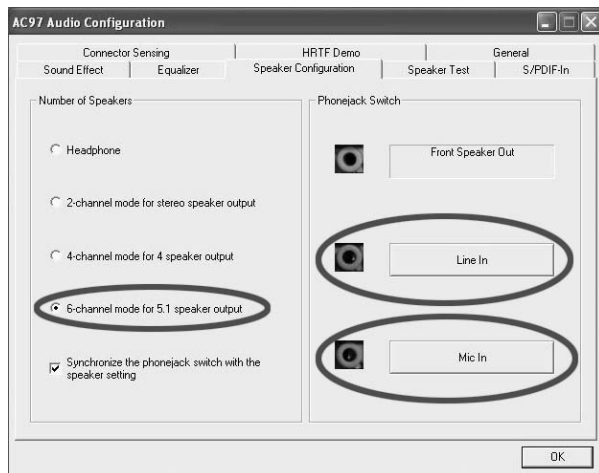 AC97 Audio Configuration
Connector Sensing
HRTF Demo
General
Sound Effect
Equalizer
Speaker Configuration
Speaker Test
S/PDIF-In
Number of Speakers
Headphone
2-channel mode for stereo speaker output
4-channel mode for 4 speaker output
6-channel mode for 5.1 speaker output
Synchronize the phonejack switch with the
speaker setting
Phonejack Switch
Front Speaker Out
Line In
Mic In
OK